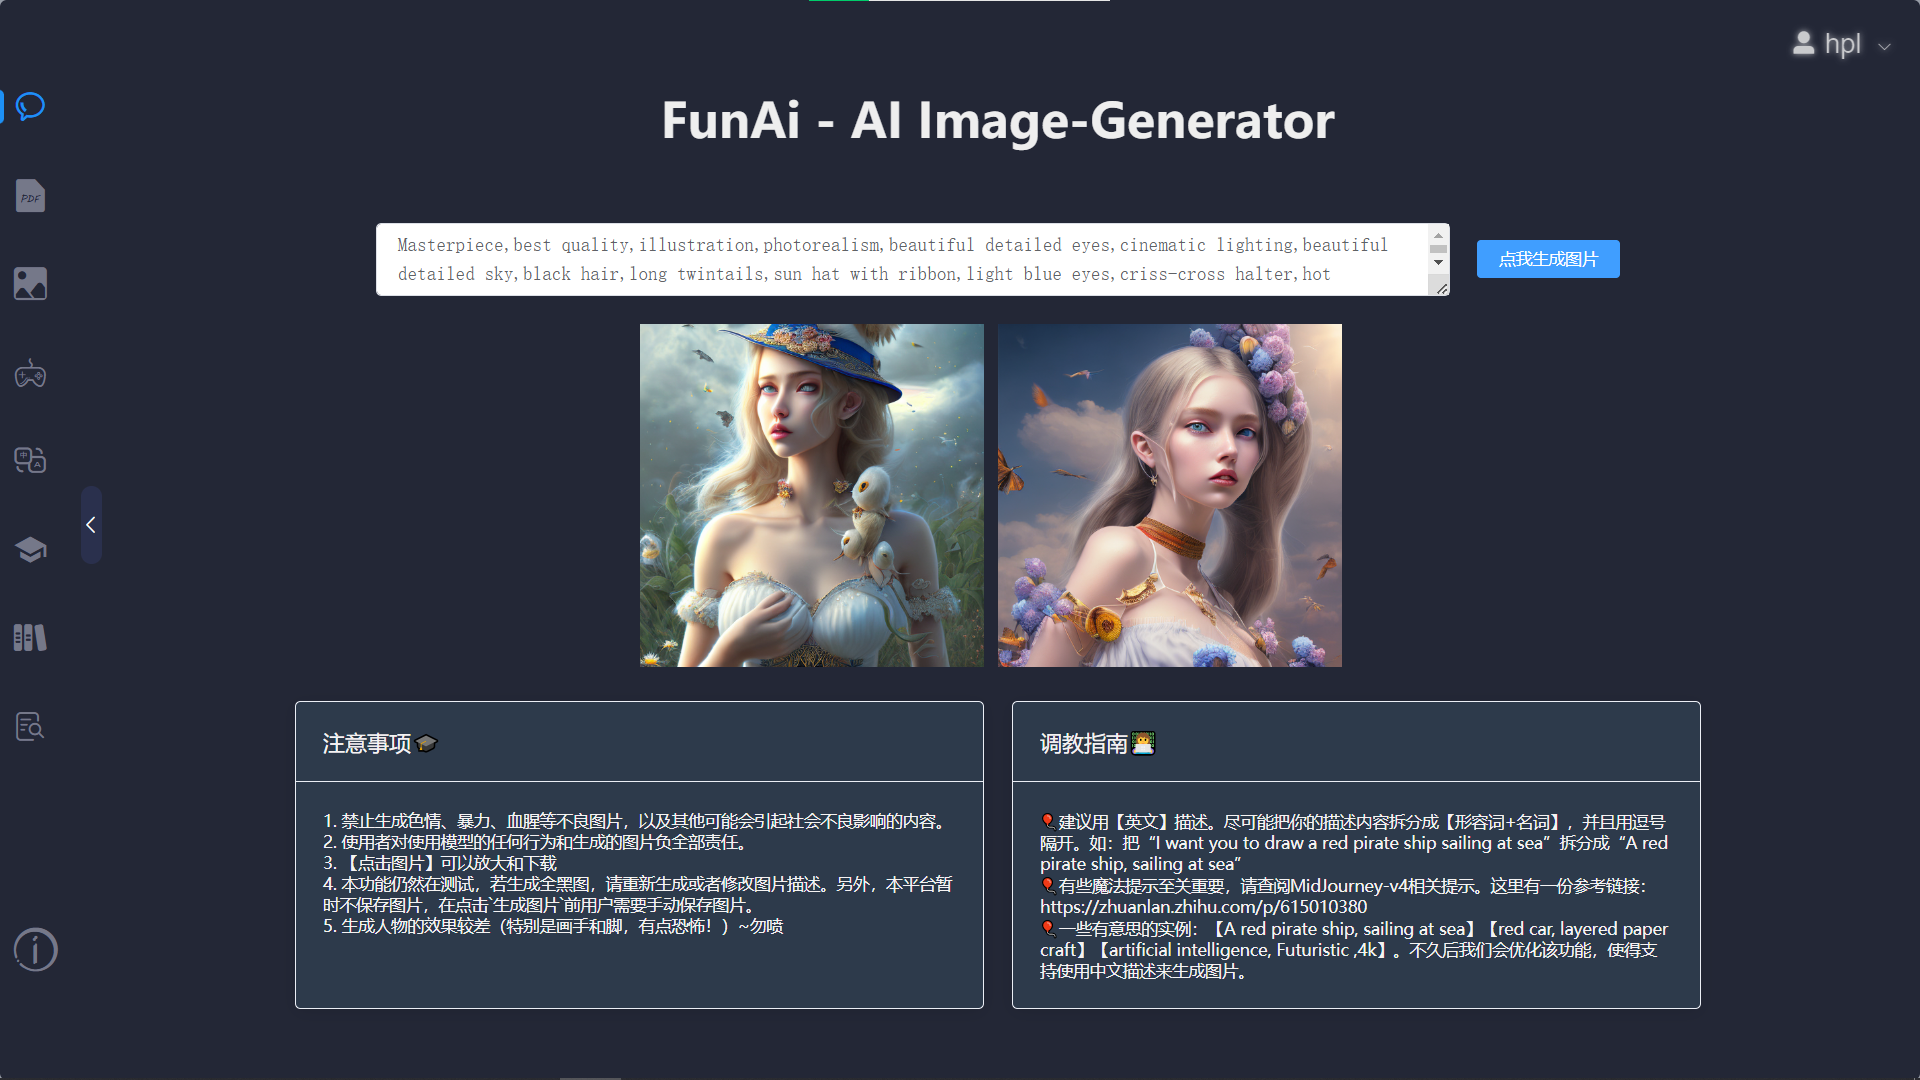 hpl
FunAi - AI Image-Generator
PDF
Masterpiece,best quality,illustration,photorealism,beautiful detailed eyes,cinematic lighting,beautiful
detailed sky,black hair,long twintails,sun hat with ribbon,light blue eyes,criss-cross halter,hot
点我生成图片
中
A
注意事项
1. 禁止生成色情、暴力、血腥等不良图片，以及其他可能会引起社会不良影响的内容。
2. 使用者对使用模型的任何行为和生成的图片负全部责任。
3. 【点击图片】可以放大和下载
4. 本功能仍然在测试，若生成全黑图，请重新生成或者修改图片描述。另外，本平台暂
时不保存图片，在点击`生成图片`前用户需要手动保存图片。
5. 生成人物的效果较差（特别是画手和脚，有点恐怖！）~勿喷
调教指南
🎈建议用【英文】描述。尽可能把你的描述内容拆分成【形容词+名词】，并且用逗号
隔开。如：把“I want you to draw a red pirate ship sailing at sea”拆分成“A red
pirate ship, sailing at sea”
🎈有些魔法提示至关重要，请查阅MidJourney-v4相关提示。这里有一份参考链接：
https://zhuanlan.zhihu.com/p/615010380
🎈一些有意思的实例：【A red pirate ship, sailing at sea】【red car, layered paper
craft】【artificial intelligence, Futuristic ,4k】。不久后我们会优化该功能，使得支
持使用中文描述来生成图片。